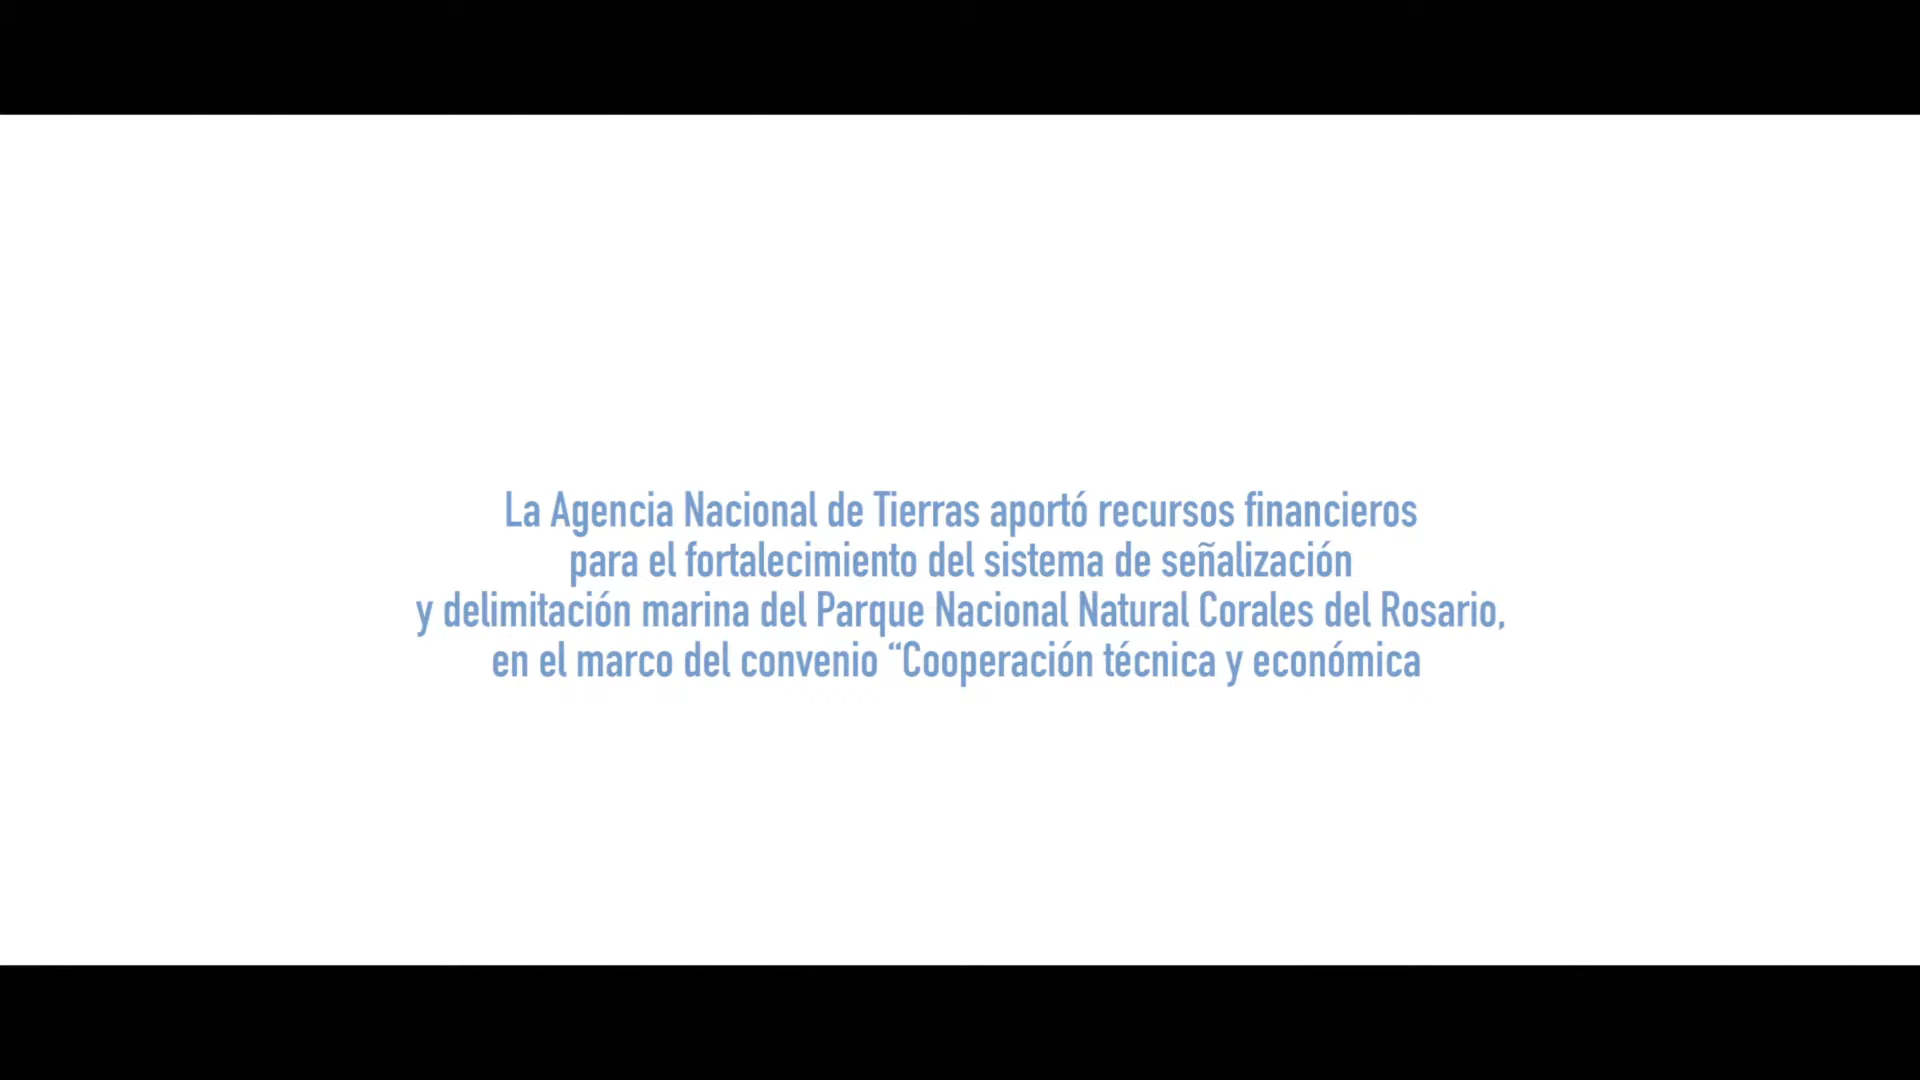 La Agencia Nacional de Tierras aportó recursos financieros
para el fortalecimiento del sistema de señalización
y delimitación marina del Parque Nacional Natural Corales del Rosario,
en el marco del convenio “Cooperación técnica y económica